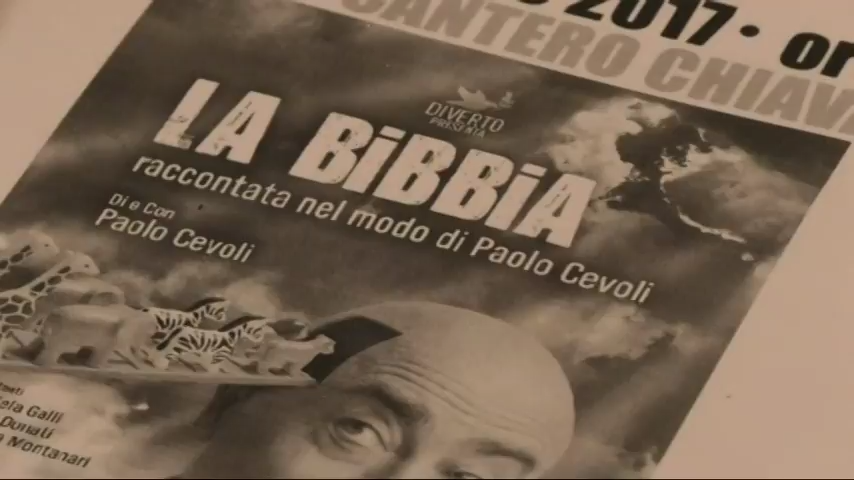 2017 • or
CANTERO CHIAV
DIVERTO
PRESENTA
LA BiBBiA
raccontata nel modo di Paolo Cevoli
Di e Con
Paolo Cevoli
Galli
Donati
Montanari